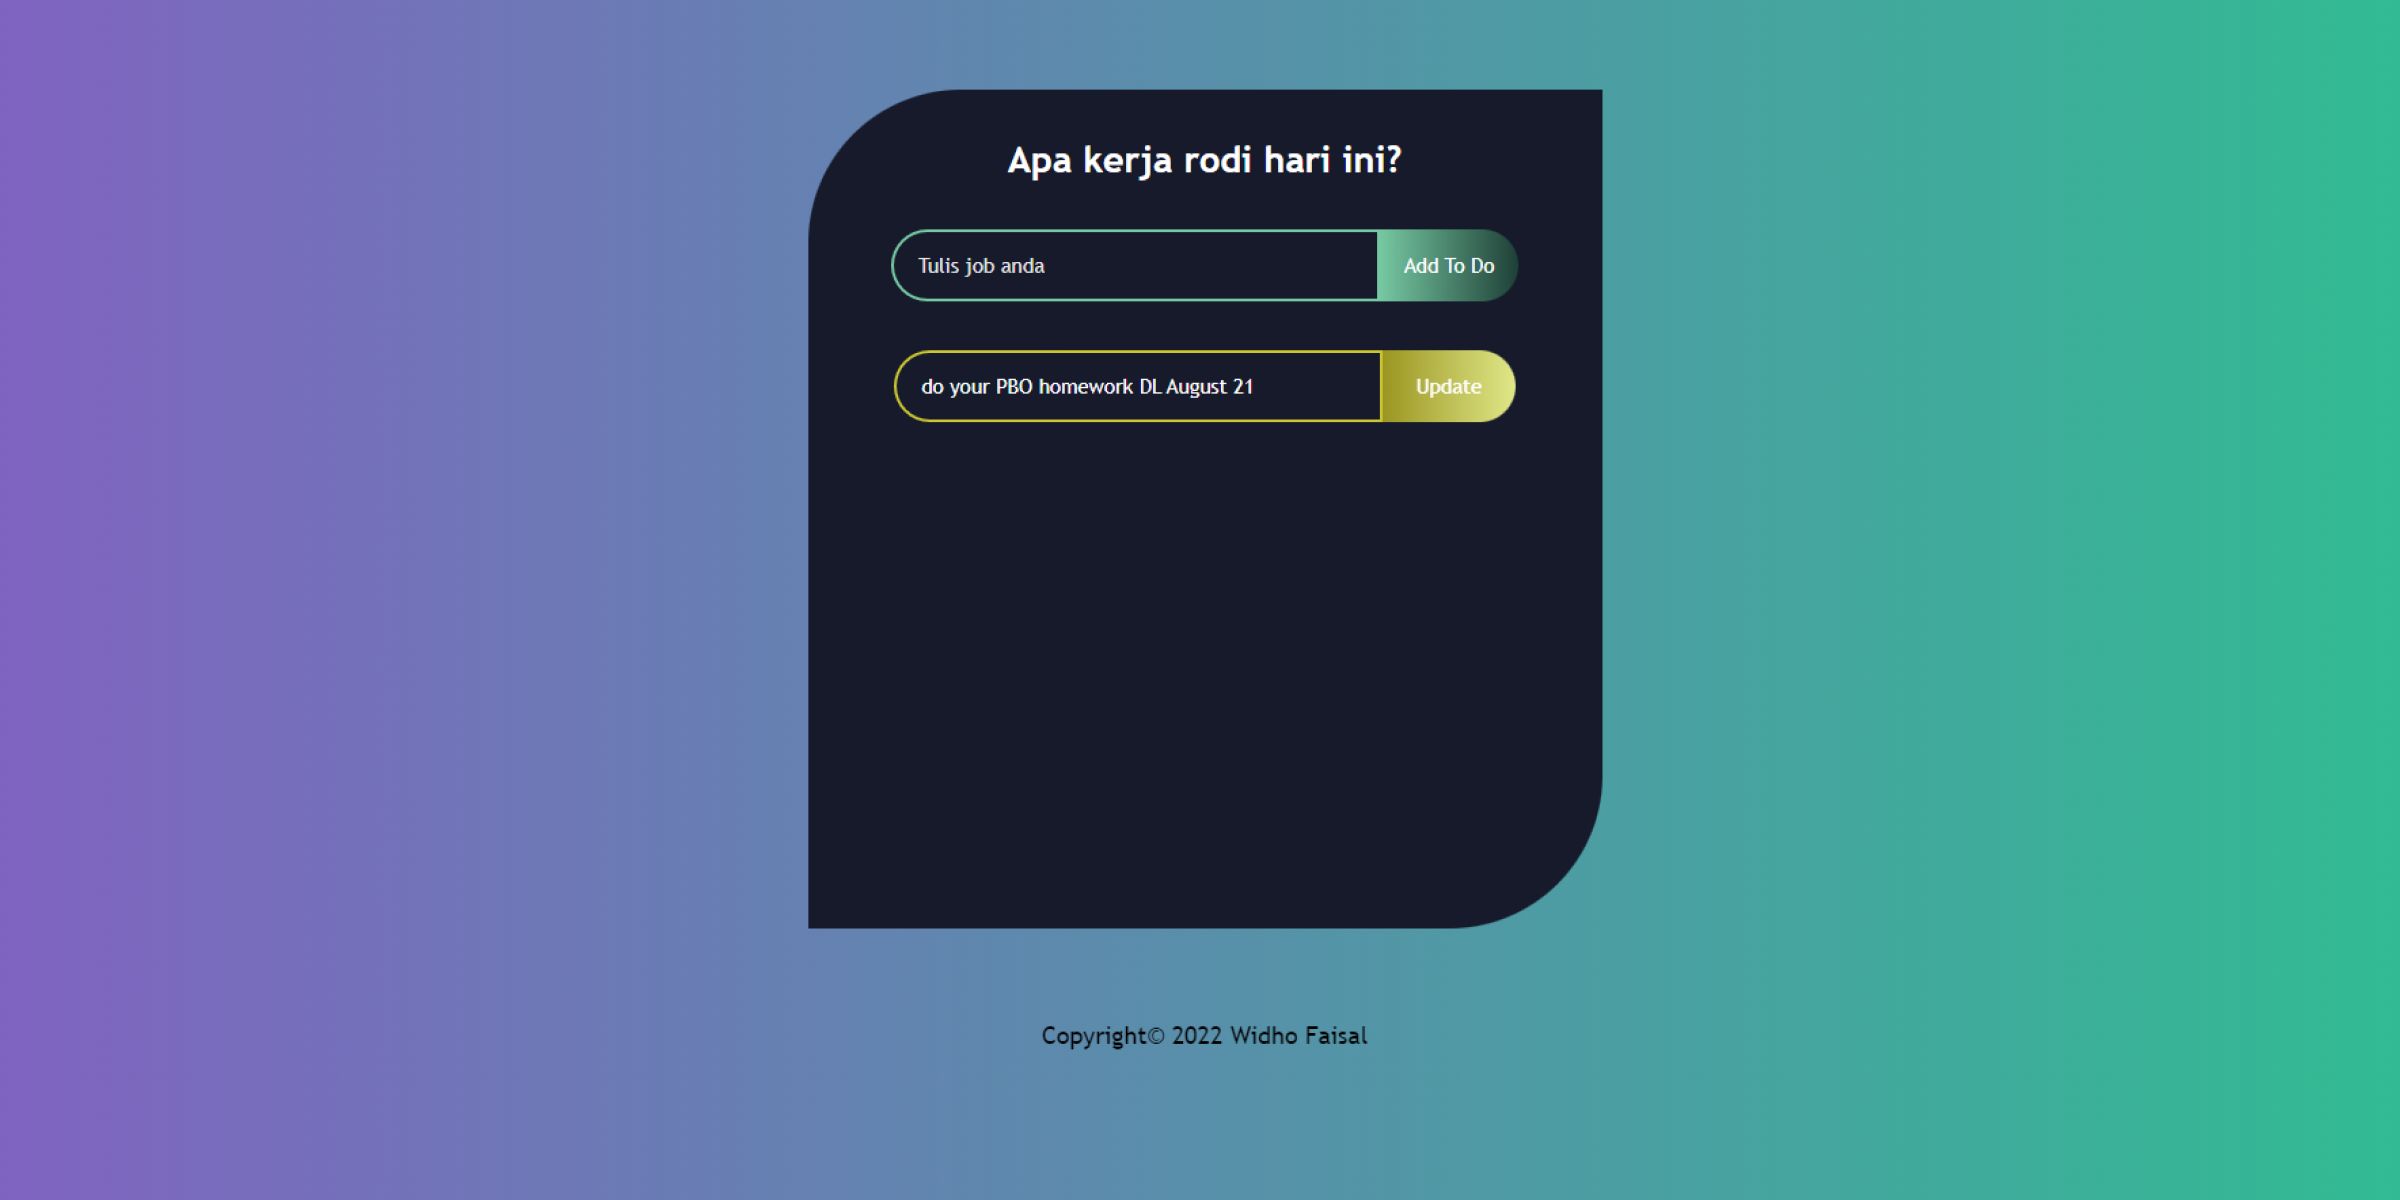 Apa kerja rodi hari ini?
Tulis job anda
Add To Do
do your PBO homework DL August 21
Update
Copyright© 2022 Widho Faisal